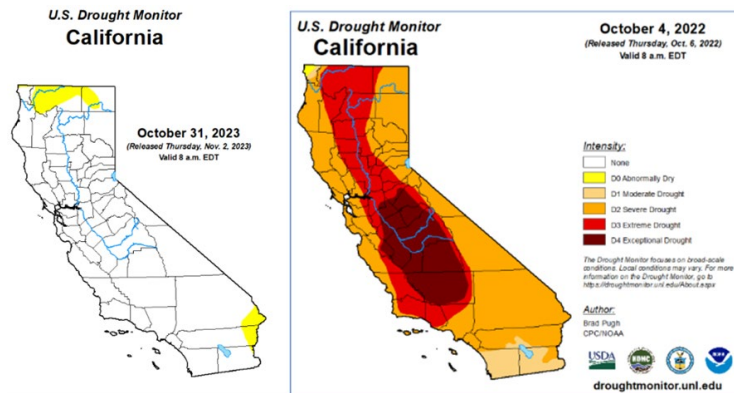 U.S. Drought Monitor
California
October 31, 2023
(Released Thursday, Nov. 2, 2023)
Valid 8 a.m. EDT
U.S. Drought Monitor
California
October 4, 2022
(Released Thursday, Oct. 6, 2022)
Valid 8 a.m. EDT
Intensity:
None
D0 Abnormally Dry
D1 Moderate Drought
D2 Severe Drought
D3 Extreme Drought
D4 Exceptional Drought
The Drought Monitor focuses on broad-scale
conditions. Local conditions may vary. For more
information on the Drought Monitor, go to
https://droughtmonitor.unl.edu/About.aspx
Author:
Brad Pugh
CPC/NOAA
USDA
NDMC
droughtmonitor.unl.edu